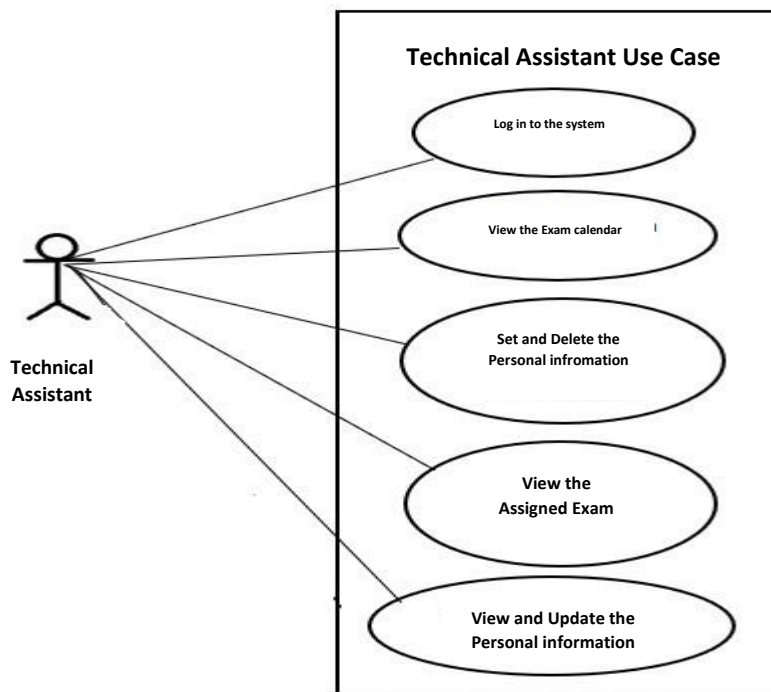 Technical Assistant Use Case
Log in to the system
View the Exam calendar
Set and Delete the
Personal infromation
Technical
Assistant
View the
Assigned Exam
View and Update the
Personal information